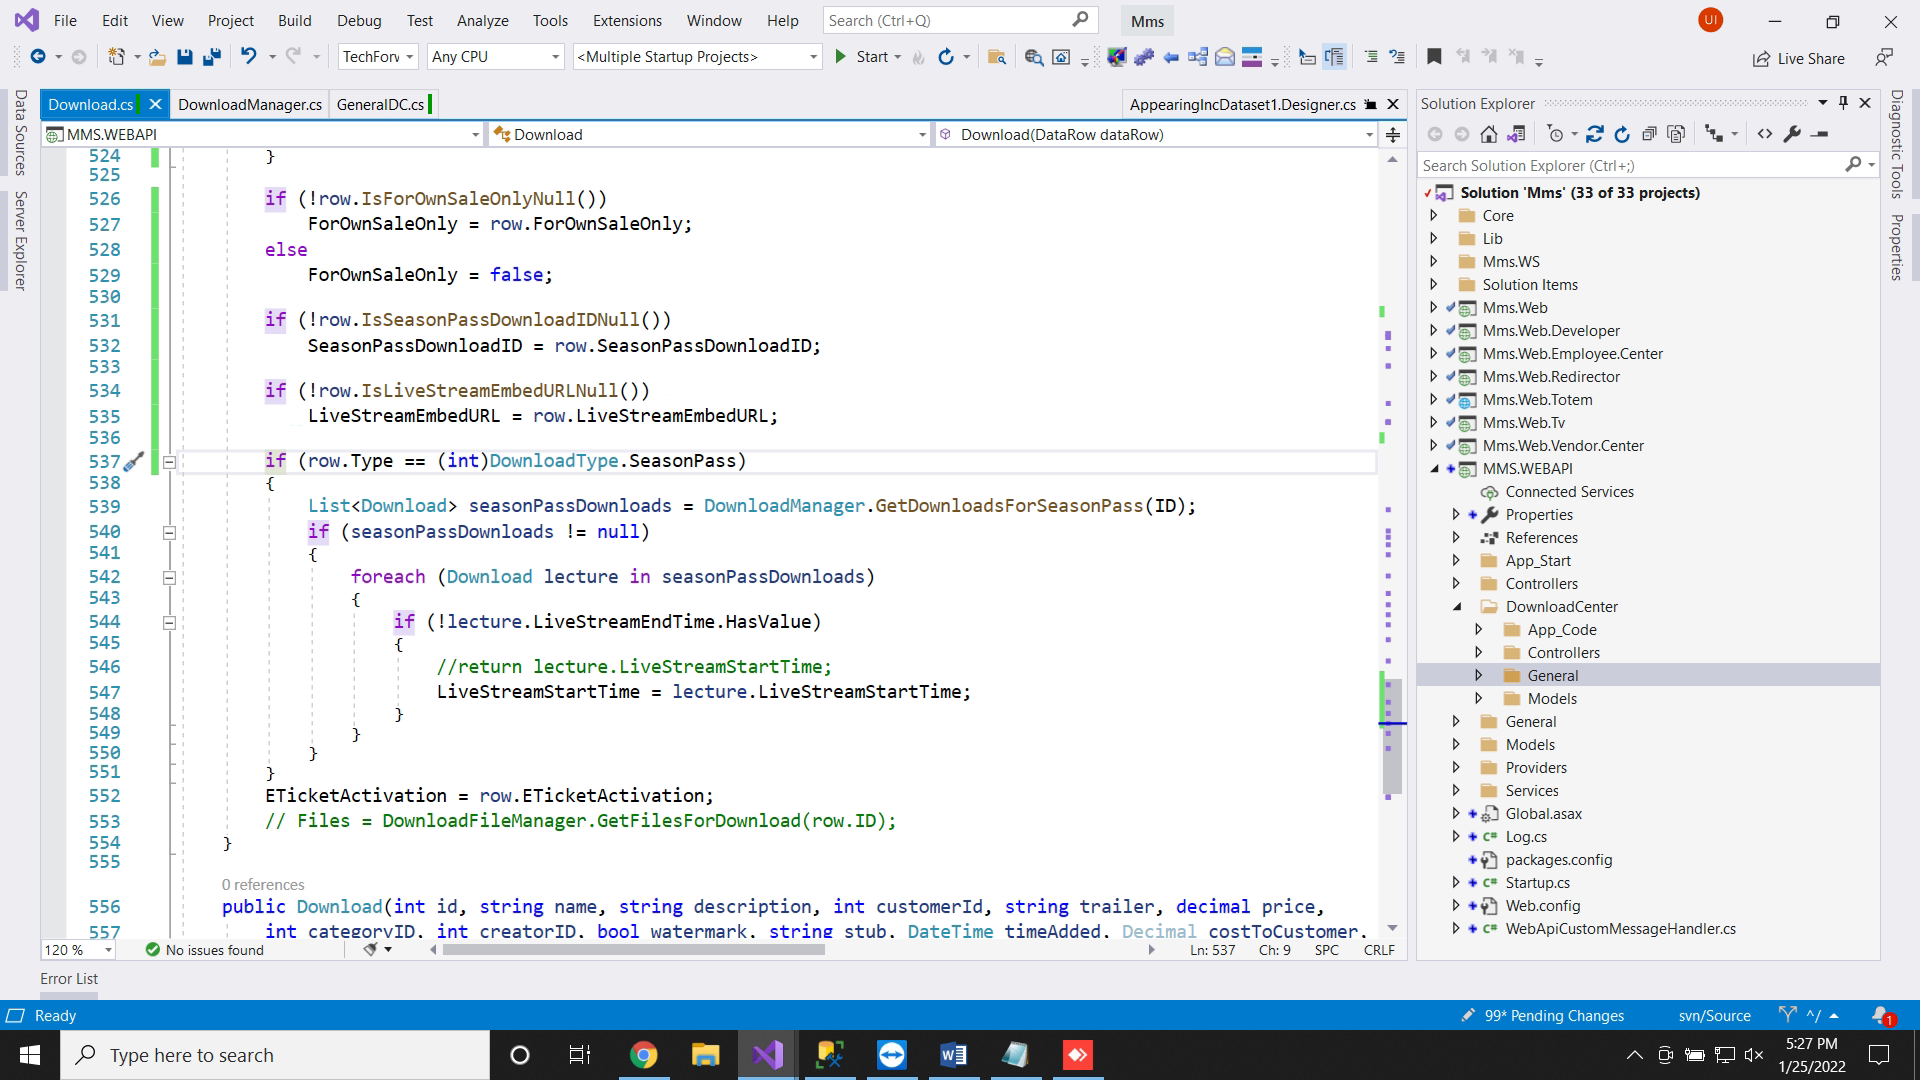 File Edit View Project Build Debug Test Analyze Tools Extensions Window Help Search (Ctrl+Q) Mms UI
TechForv Any CPU <Multiple Startup Projects> Start Live Share
Data Sources
Server Explorer
Download.cs DownloadManager.cs GeneralDC.cs AppearingIncDataset1.Designer.cs
MMS.WEBAPI Download Download(DataRow dataRow)
524 }
525
526 if (!row.IsForOwnSaleOnlyNull())
527 ForOwnSaleOnly = row.ForOwnSaleOnly;
528 else
529 ForOwnSaleOnly = false;
530
531 if (!row.IsSeasonPassDownloadIDNull())
532 SeasonPassDownloadID = row.SeasonPassDownloadID;
533
534 if (!row.IsLiveStreamEmbedURLNull())
535 LiveStreamEmbedURL = row.LiveStreamEmbedURL;
536
537 if (row.Type == (int)DownloadType.SeasonPass)
538 {
539 List<Download> seasonPassDownloads = DownloadManager.GetDownloadsForSeasonPass(ID);
540 if (seasonPassDownloads != null)
541 {
542 foreach (Download lecture in seasonPassDownloads)
543 {
544 if (!lecture.LiveStreamEndTime.HasValue)
545 {
546 //return lecture.LiveStreamStartTime;
547 LiveStreamStartTime = lecture.LiveStreamStartTime;
548 }
549 }
550 }
551 }
552 ETicketActivation = row.ETicketActivation;
553 // Files = DownloadFileManager.GetFilesForDownload(row.ID);
554 }
555
0 references
556 public Download(int id, string name, string description, int customerId, string trailer, decimal price,
557 int categoryID, int creatorID, bool watermark, string stub, DateTime timeAdded, Decimal costToCustomer,
120 % No issues found Ln: 537 Ch: 9 SPC CRLF
Error List
Solution Explorer
Search Solution Explorer (Ctrl+;)
Solution 'Mms' (33 of 33 projects)
Core
Lib
Mms.WS
Solution Items
Mms.Web
Mms.Web.Developer
Mms.Web.Employee.Center
Mms.Web.Redirector
Mms.Web.Totem
Mms.Web.Tv
Mms.Web.Vendor.Center
MMS.WEBAPI
Connected Services
Properties
References
App_Start
Controllers
DownloadCenter
App_Code
Controllers
General
Models
General
Models
Providers
Services
Global.asax
C# Log.cs
packages.config
C# Startup.cs
Web.config
C# WebApiCustomMessageHandler.cs
Diagnostic Tools
Properties
Ready 99* Pending Changes svn/Source ^/ 1
Type here to search 5:27 PM
1/25/2022